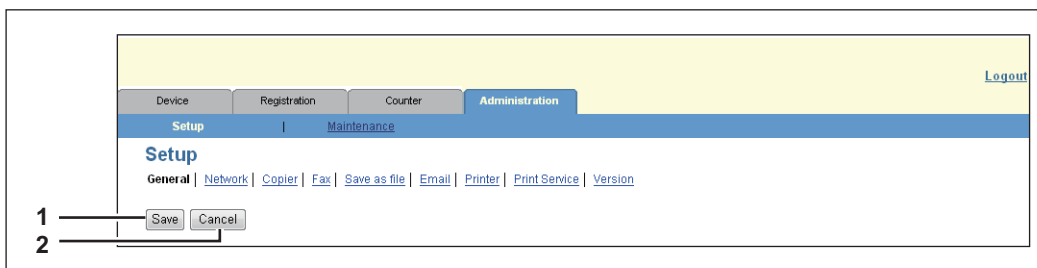 Logout
Device Registration Counter Administration
Setup | Maintenance
Setup
General | Network | Copier | Fax | Save as file | Email | Printer | Print Service | Version
1 Save Cancel
2